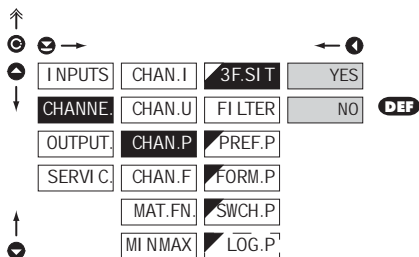 INPUTS CHAN.I 3F.SIT YES
CHANNE. CHAN.U FILTER NO DEF
OUTPUT. CHAN.P PREF.P
SERVIC. CHAN.F FORM.P
MAT.FN. SWCH.P
MINMAX LOG.P